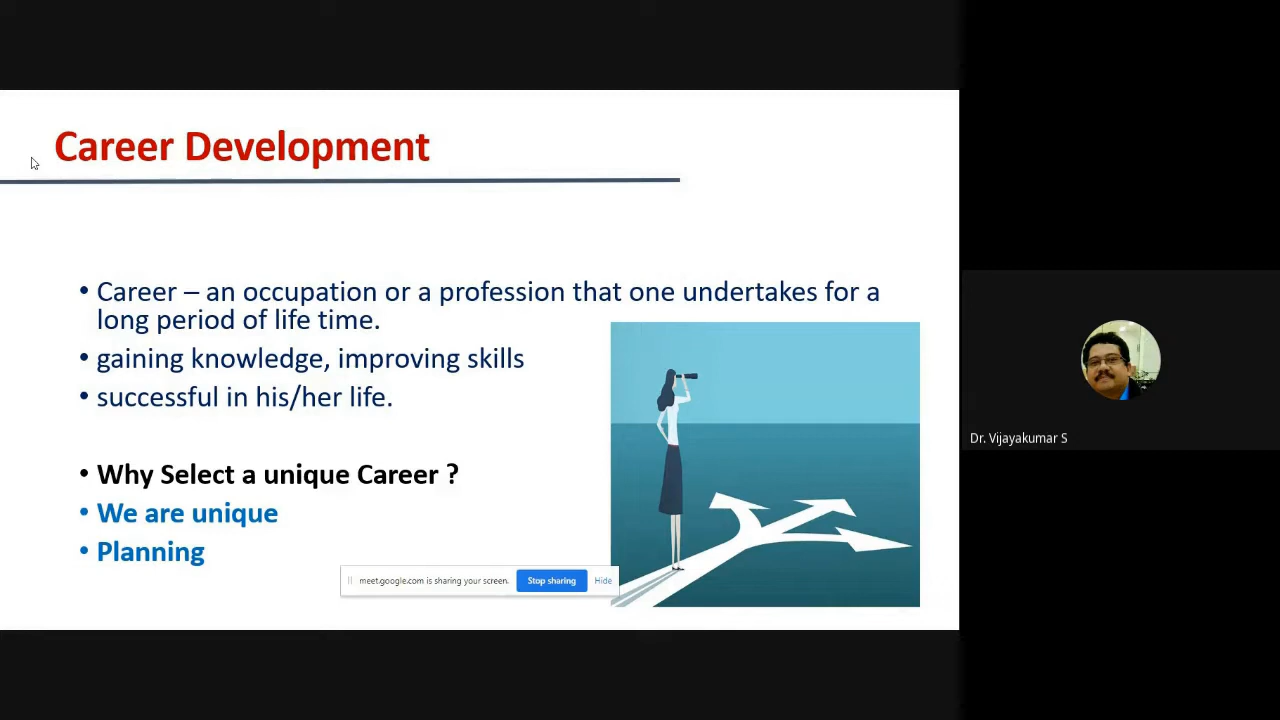 Career Development
• Career – an occupation or a profession that one undertakes for a
long period of life time.
• gaining knowledge, improving skills
• successful in his/her life.
• Why Select a unique Career ?
• We are unique
• Planning
meet.google.com is sharing your screen. Stop sharing Hide
Dr. Vijayakumar S